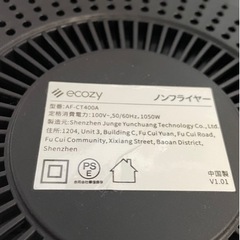 ecozy ノンフライヤー
型番: AF-CT400A
定格消費電力: 100V~,50/60Hz, 1050W
製造元: Shenzhen Junge Yunchuang Technology Co., Ltd.
住所: 1204, Unit 3, Building C, Fu Cui Yuan, Fu Cui Road,
Fu Cui Community, Xixiang Street, Baoan District,
Shenzhen
PS
E
中国製
V1.01